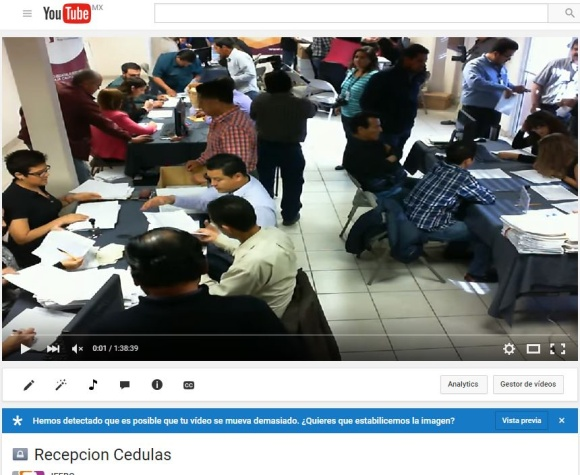 YouTube MX
0:01 / 1:38:39
CC
Analytics
Gestor de vídeos
Hemos detectado que es posible que tu vídeo se mueva demasiado. ¿Quieres que estabilicemos la imagen?
Vista previa
Recepcion Cedulas